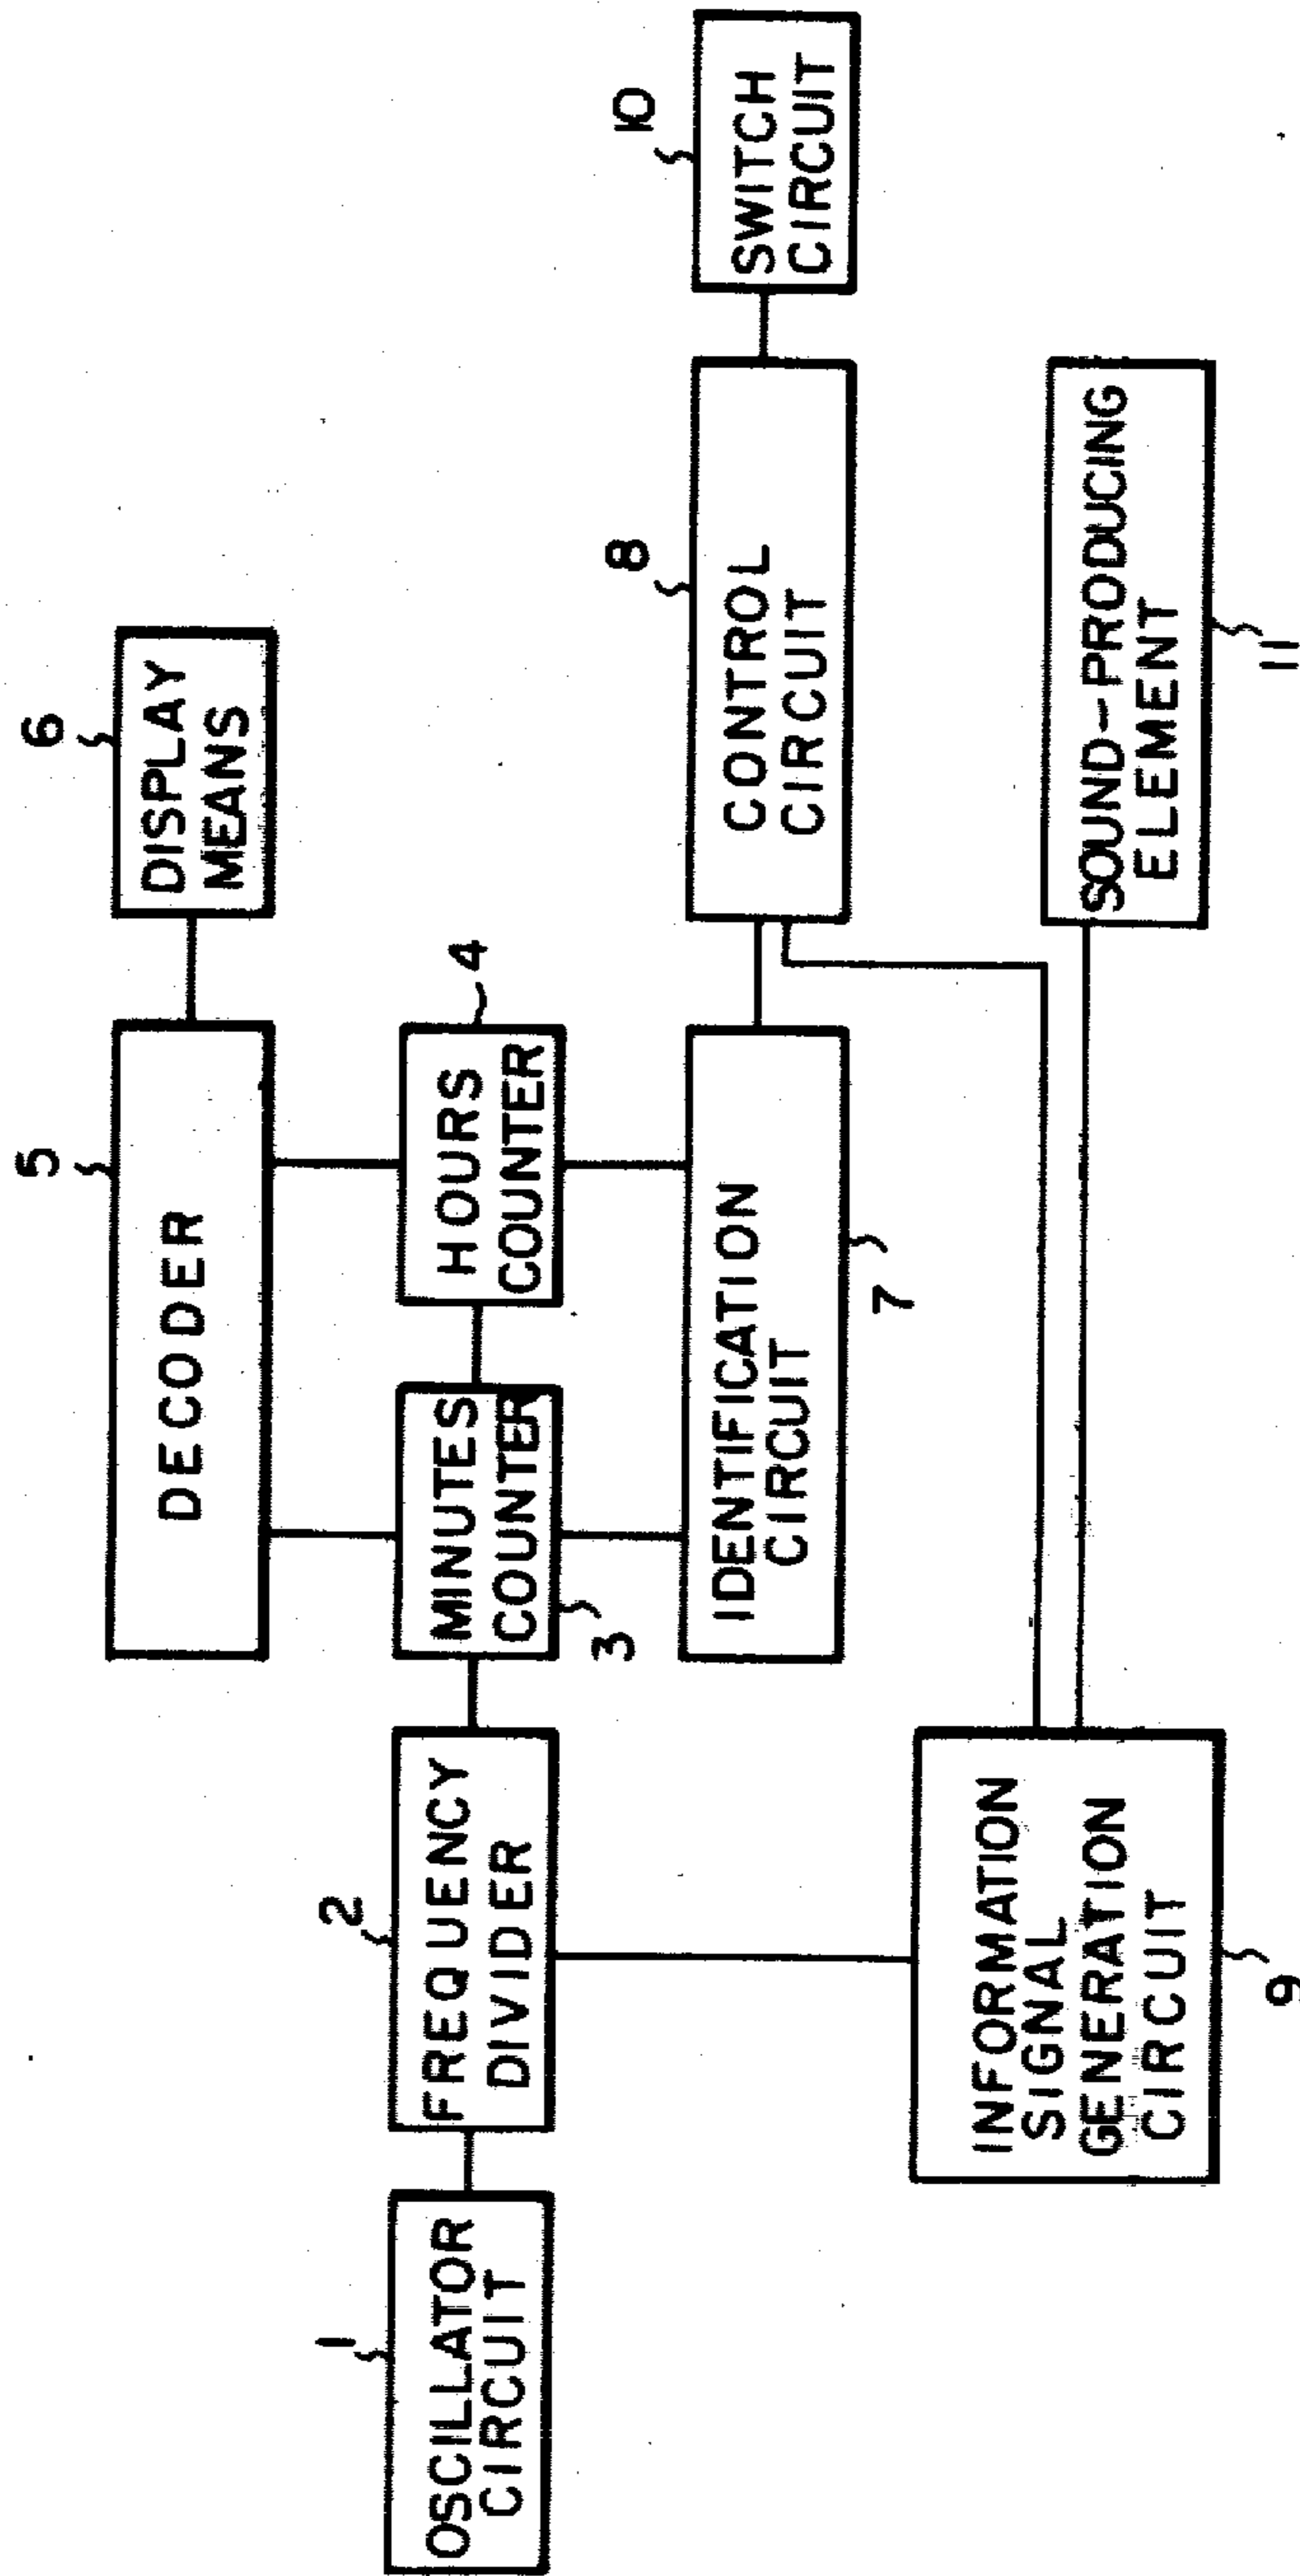 6
DISPLAY
MEANS
5
DECODER
10
SWITCH
CIRCUIT
8
CONTROL
CIRCUIT
4
HOURS
COUNTER
MINUTES
COUNTER
3
IDENTIFICATION
CIRCUIT
7
2
FREQUENCY
DIVIDER
1
OSCILLATOR
CIRCUIT
SOUND-PRODUCING
ELEMENT
11
INFORMATION
SIGNAL
GENERATION
CIRCUIT
9